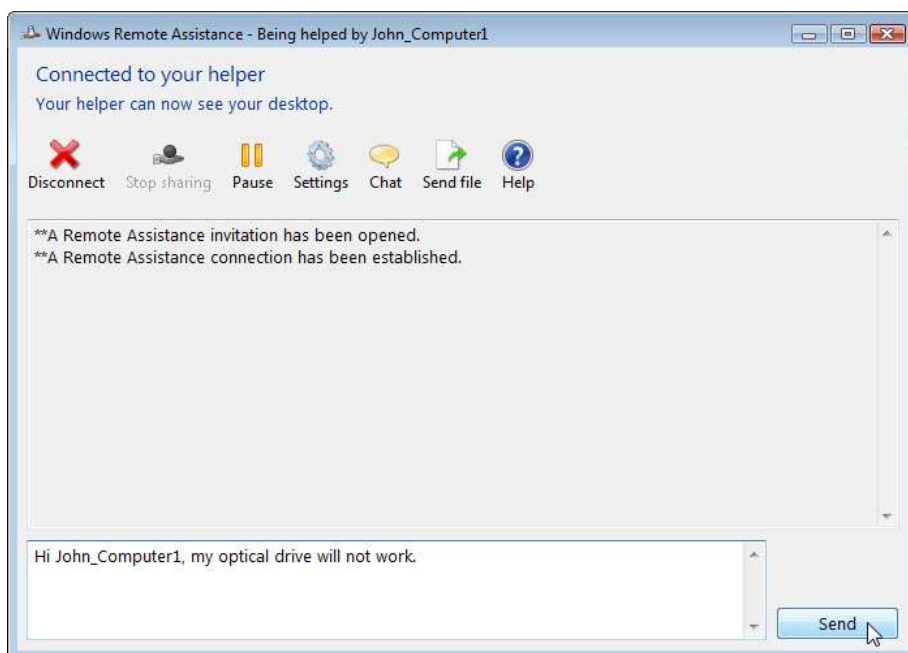 Windows Remote Assistance - Being helped by John_Computer1
Connected to your helper
Your helper can now see your desktop.
Disconnect Stop sharing Pause Settings Chat Send file Help
**A Remote Assistance invitation has been opened.
**A Remote Assistance connection has been established.
Hi John_Computer1, my optical drive will not work.
Send